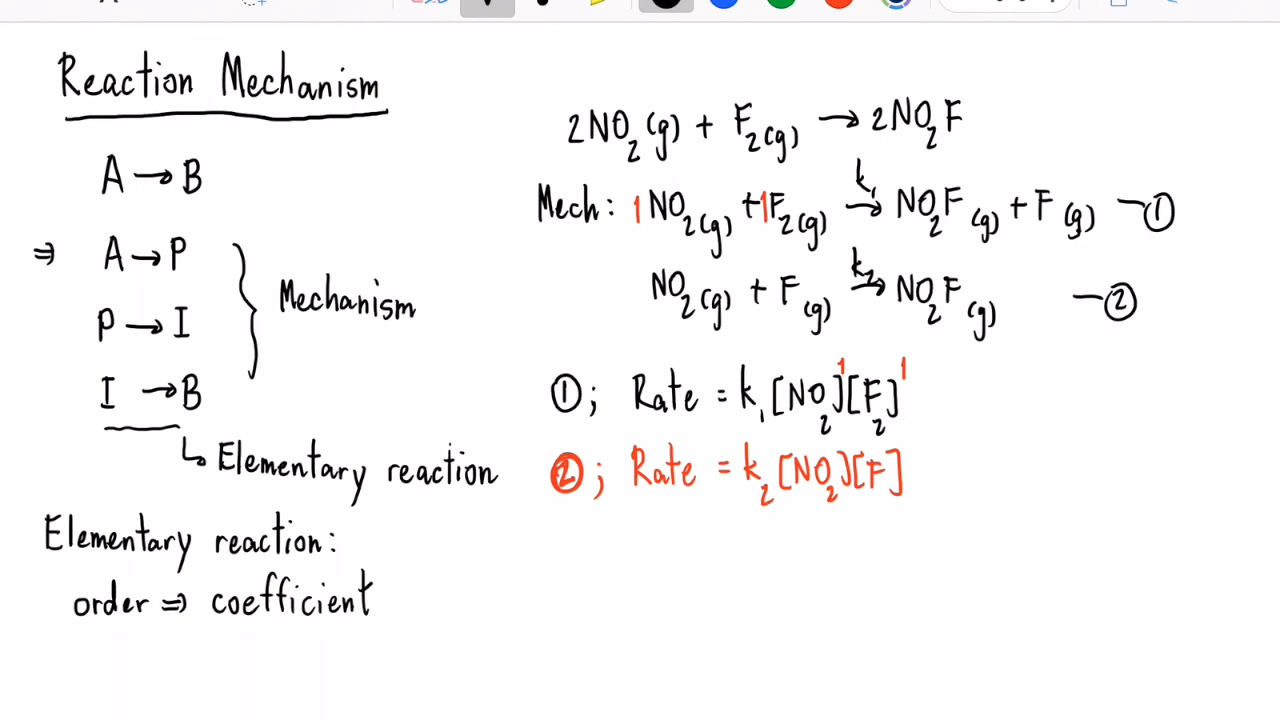 Reaction Mechanism
A → B
⇒ A → P
P → I
I → B
Mechanism
↳ Elementary reaction
Elementary reaction:
order ⇒ coefficient
2NO₂(g) + F₂(g) → 2NO₂F
Mech: 1NO₂(g) + 1F₂(g) →k₁ NO₂F(g) + F(g) —①
NO₂(g) + F(g) →k₂ NO₂F(g) —②
①; Rate = k₁[NO₂]¹[F₂]¹
②; Rate = k₂[NO₂][F]